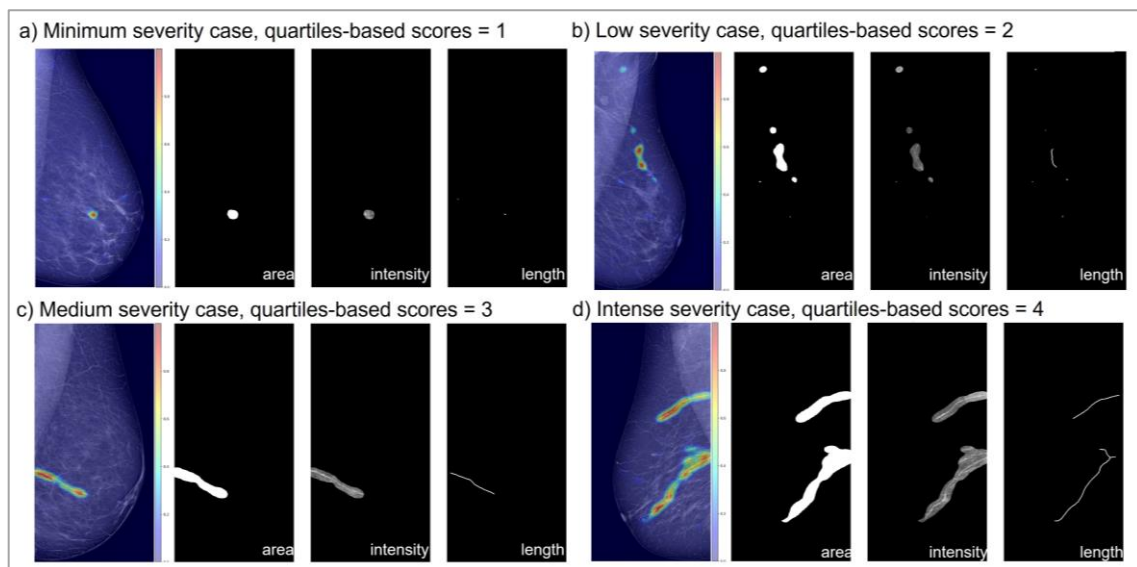 a) Minimum severity case, quartiles-based scores = 1
area
intensity
length
b) Low severity case, quartiles-based scores = 2
area
intensity
length
c) Medium severity case, quartiles-based scores = 3
area
intensity
length
d) Intense severity case, quartiles-based scores = 4
area
intensity
length